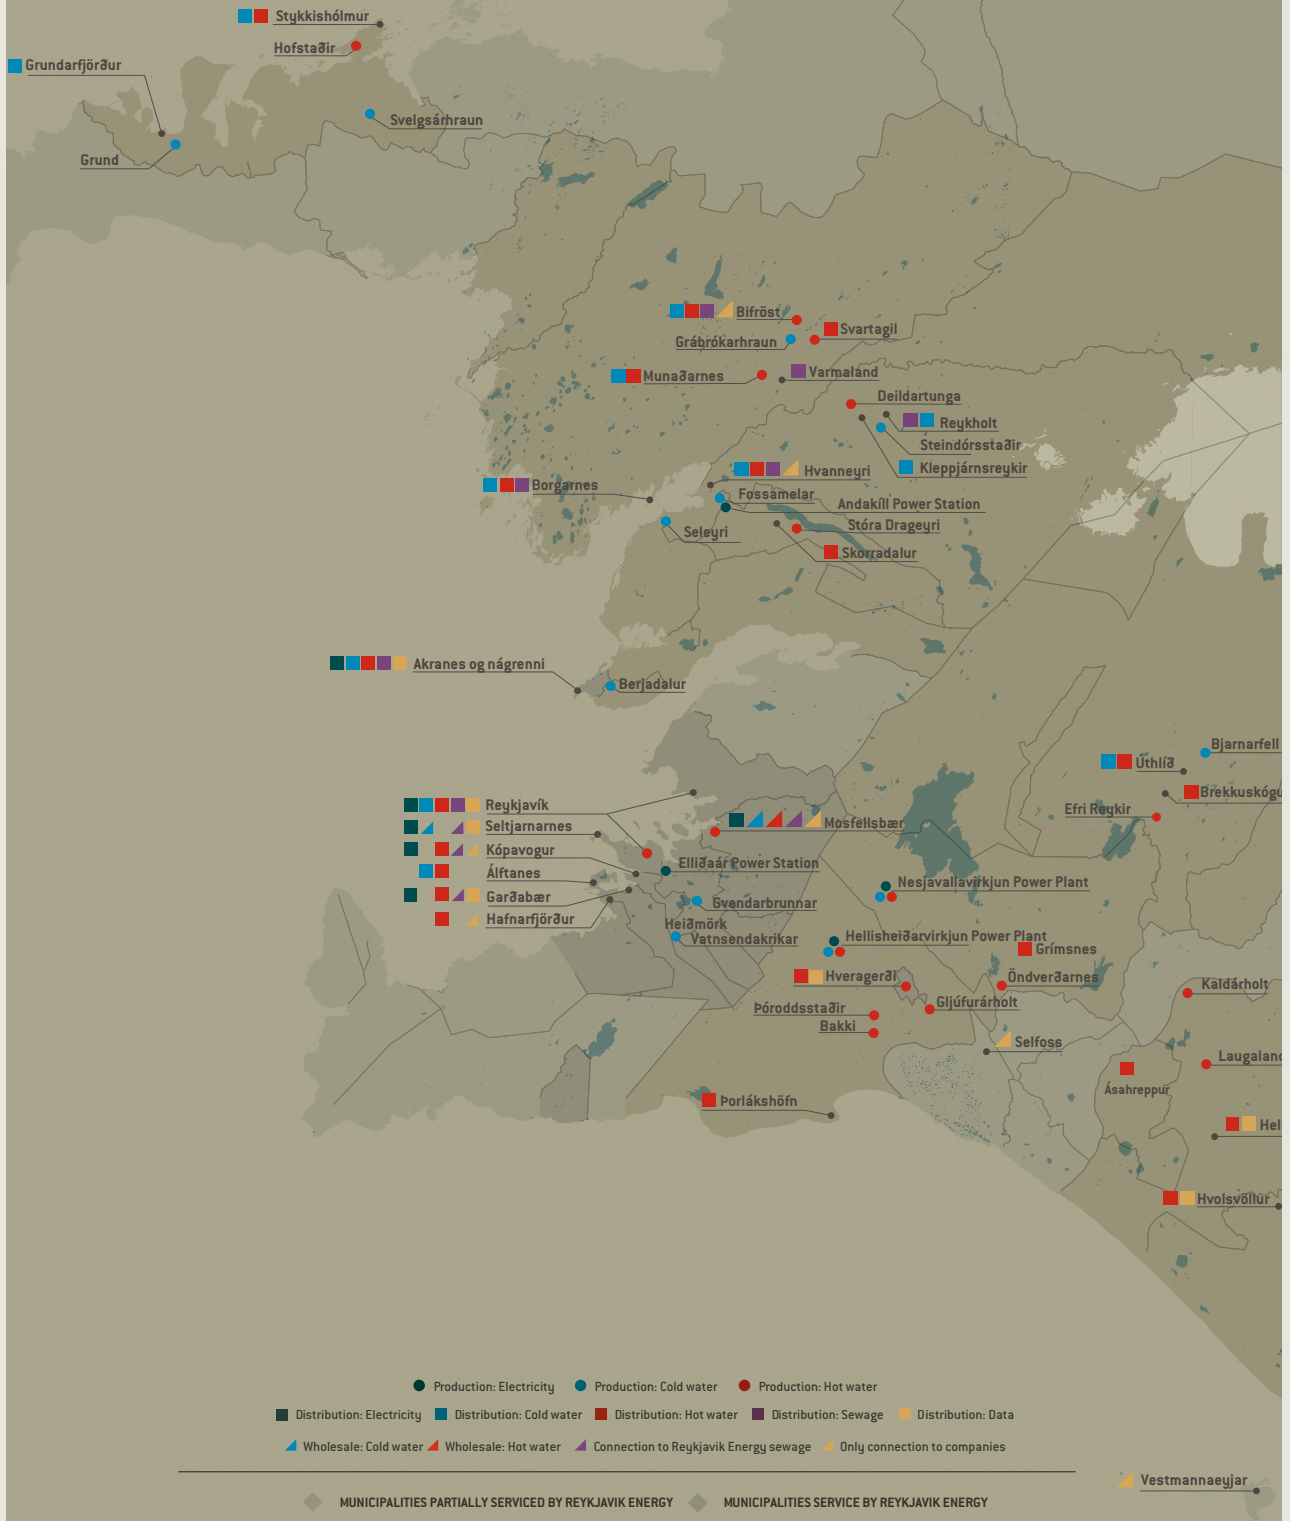 Stykkishólmur
Hofstaðir
Grundarfjörður
Svelgsárhraun
Grund
Bifröst
Svartagil
Grábrókarhraun
Munaðarnes
Varmaland
Deildartunga
Reykholt
Steindórsstaðir
Kleppjárnsreykir
Hvanneyri
Borgarnes
Fossamelar
Andakíll Power Station
Seleyri
Stóra Drageyri
Skorradalur
Akranes og nágrenni
Berjadalur
Bjarnarfell
Úthlíð
Brekkuskógu
Efri Reykir
Reykjavík
Seltjarnarnes
Mosfellsbær
Kópavogur
Elliðaár Power Station
Álftanes
Nesjavallavirkjun Power Plant
Garðabær
Gvendarbrunnar
Hafnarfjörður
Heiðmörk
Vatnsendakrikar
Hellisheiðarvirkjun Power Plant
Grímsnes
Hveragerði
Öndverðarnes
Kaldárholt
Þóroddsstaðir
Gljúfurárholt
Bakki
Selfoss
Laugaland
Ásahreppur
Þorlákshöfn
Hel
Hvolsvöllur
Production: Electricity
Production: Cold water
Production: Hot water
Distribution: Electricity
Distribution: Cold water
Distribution: Hot water
Distribution: Sewage
Distribution: Data
Wholesale: Cold water
Wholesale: Hot water
Connection to Reykjavik Energy sewage
Only connection to companies
Vestmannaeyjar
MUNICIPALITIES PARTIALLY SERVICED BY REYKJAVIK ENERGY
MUNICIPALITIES SERVICE BY REYKJAVIK ENERGY